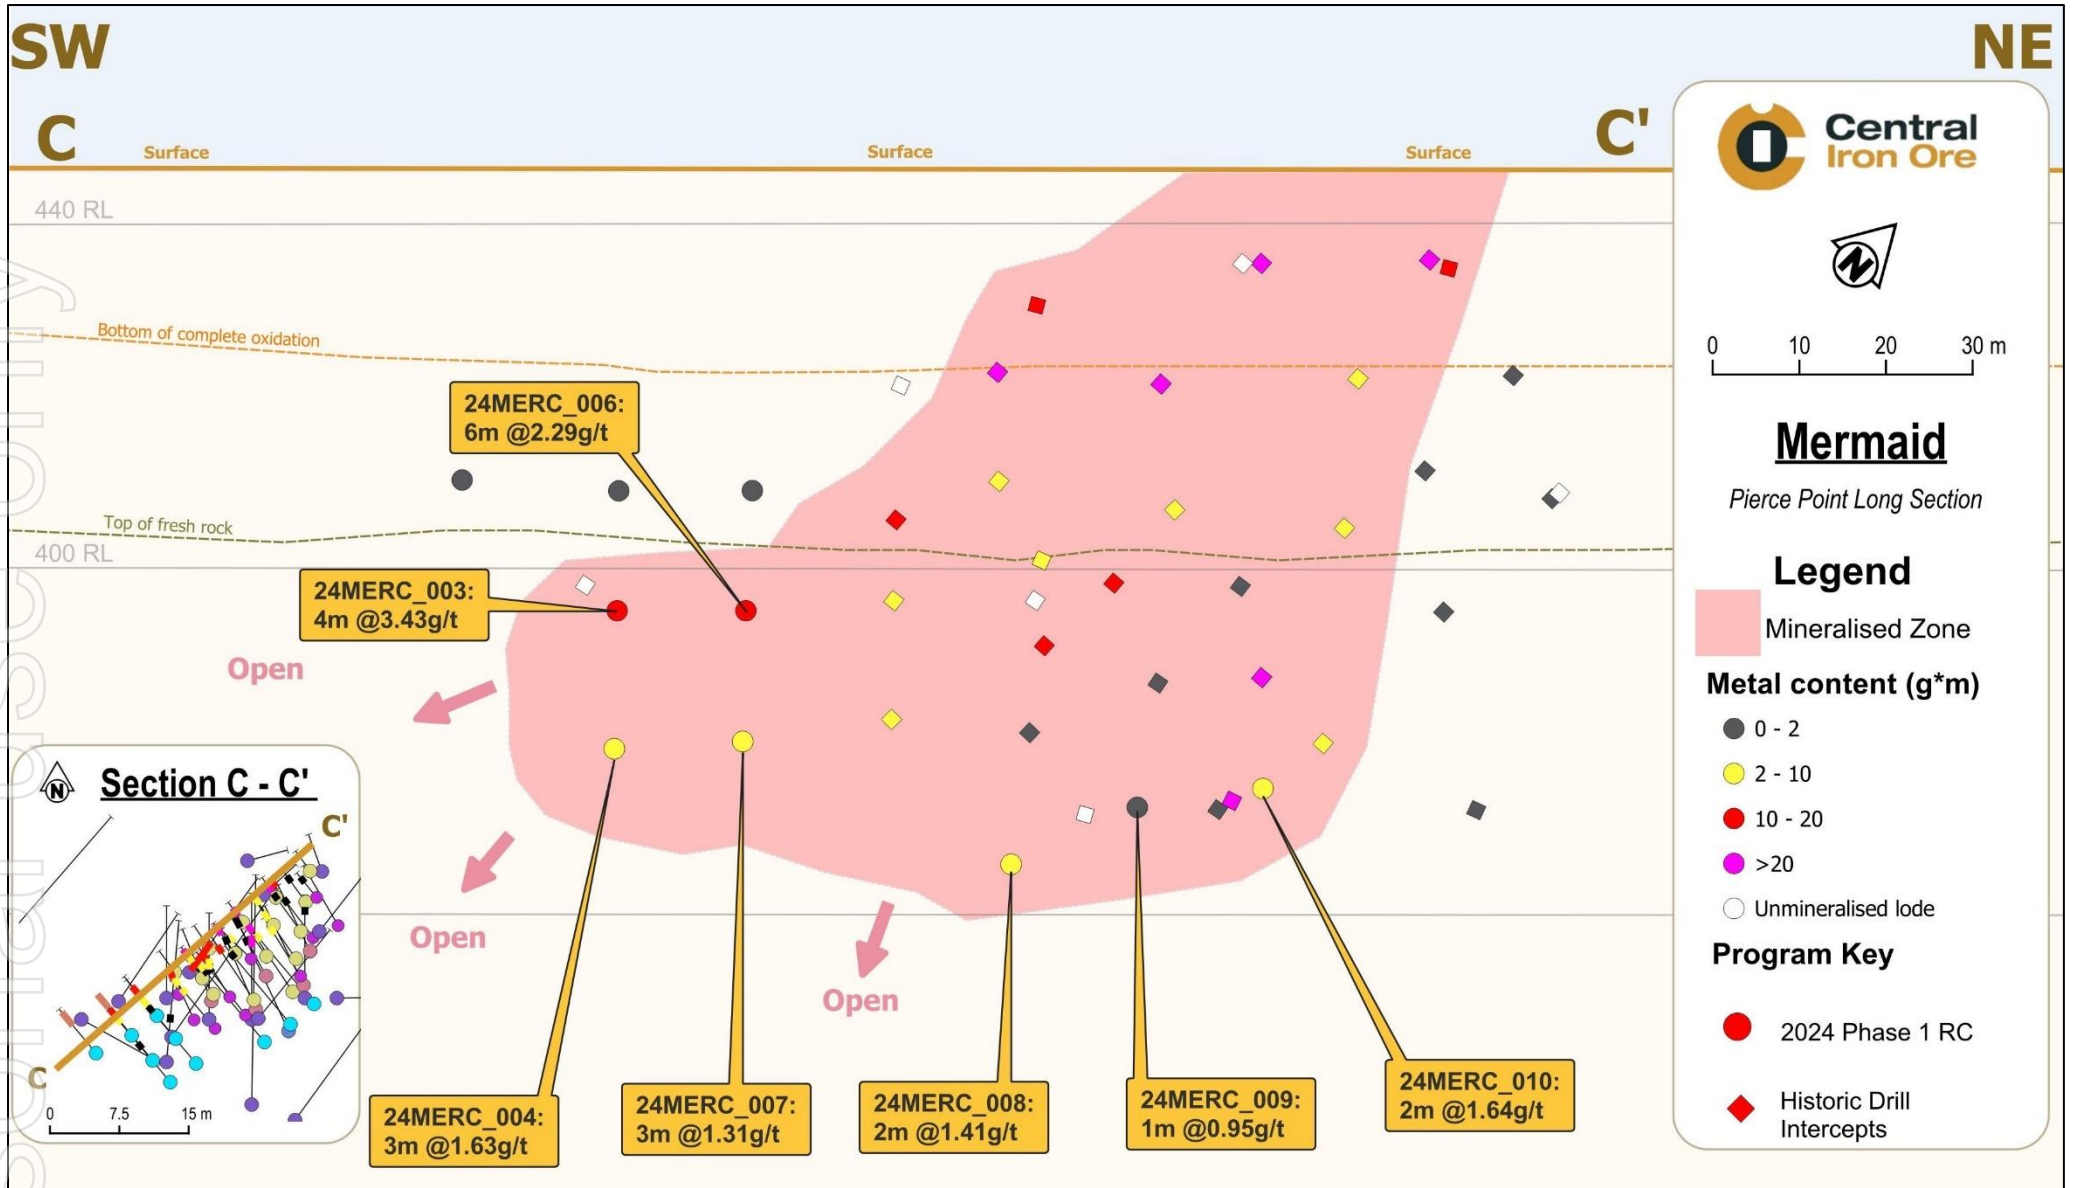 SW
NE
C
C'
Surface
Surface
Surface
440 RL
Bottom of complete oxidation
Top of fresh rock
400 RL
24MERC_006:
6m @2.29g/t
24MERC_003:
4m @3.43g/t
Open
Open
Open
24MERC_004:
3m @1.63g/t
24MERC_007:
3m @1.31g/t
24MERC_008:
2m @1.41g/t
24MERC_009:
1m @0.95g/t
24MERC_010:
2m @1.64g/t
N
Section C - C'
C'
C
0 7.5 15 m
Central
Iron Ore
N
0 10 20 30 m
Mermaid
Pierce Point Long Section
Legend
Mineralised Zone
Metal content (g*m)
0 - 2
2 - 10
10 - 20
>20
Unmineralised lode
Program Key
2024 Phase 1 RC
Historic Drill
Intercepts